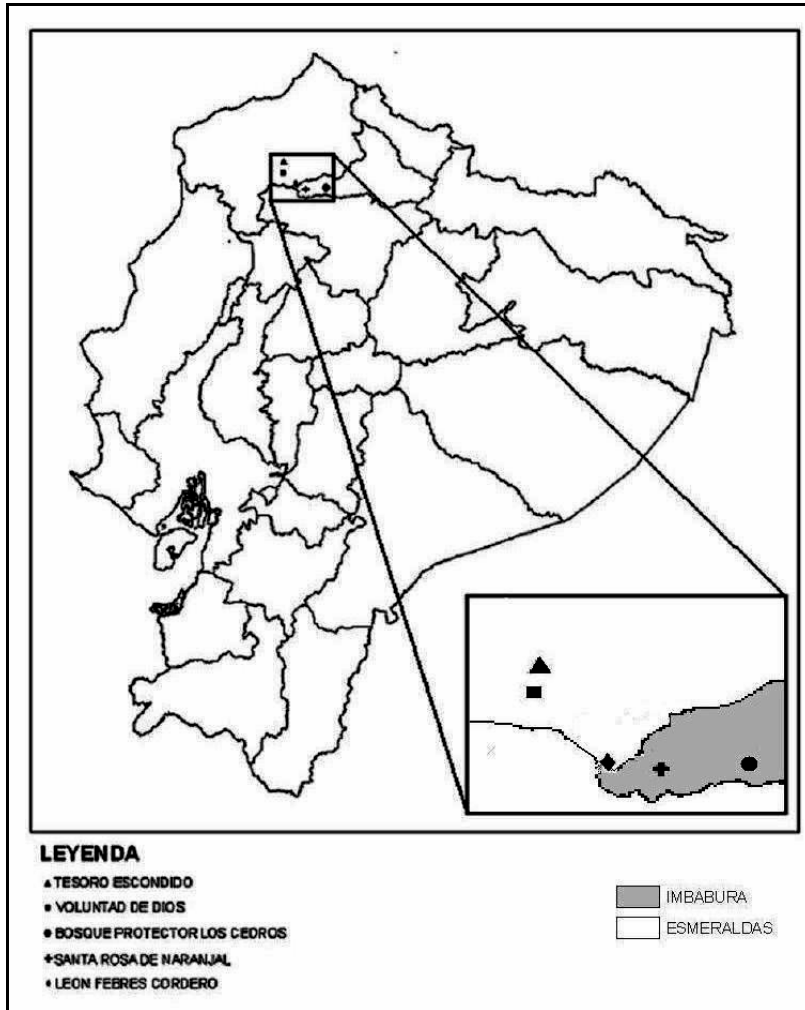 LEYENDA
TESORO ESCONDIDO
VOLUNTAD DE DIOS
BOSQUE PROTECTOR LOS CEDROS
SANTA ROSA DE NARANJAL
LEON FEBRES CORDERO
IMBABURA
ESMERALDAS